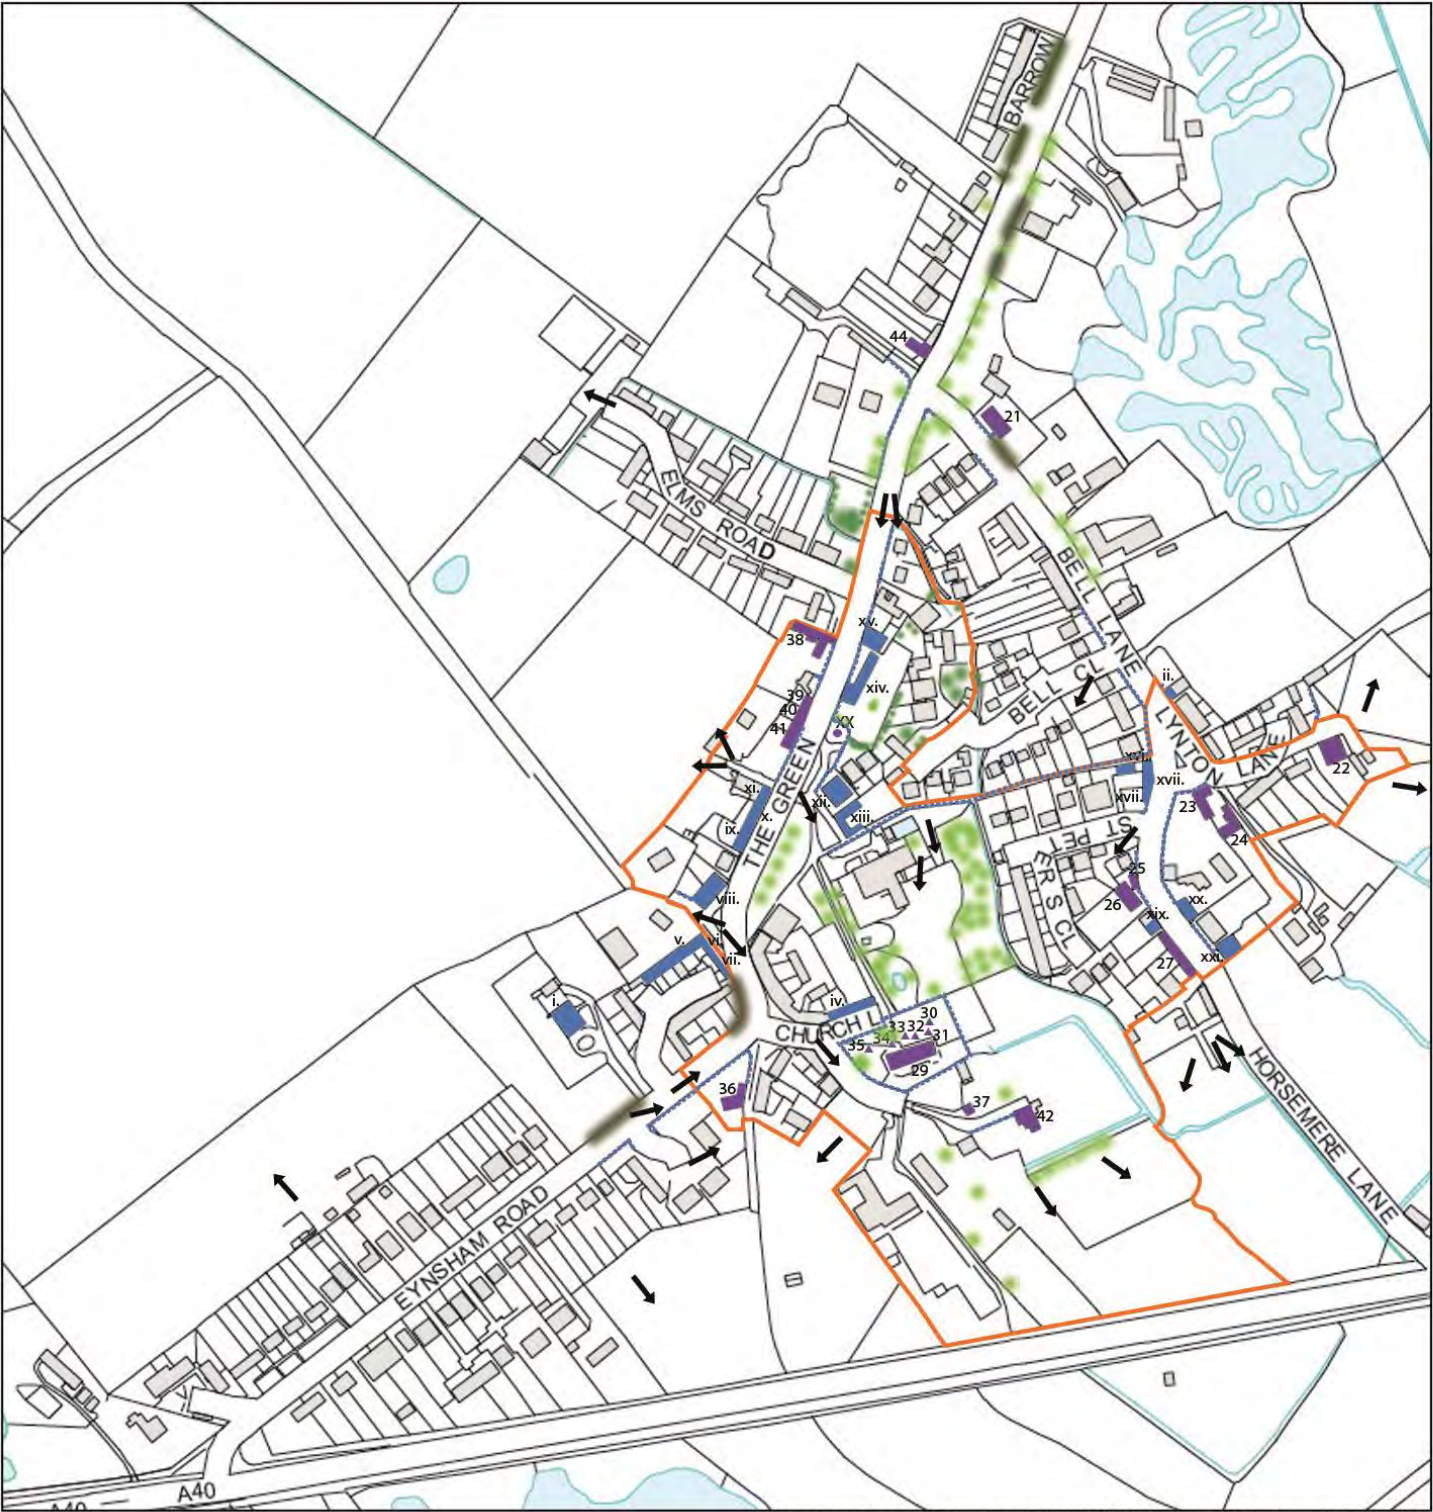 BARROW
44
21
ELMS ROAD
BELL LANE
38
xv.
39
xiv.
40
41
XX
BELL CL
ii.
LYNTON LANE
22
THE GREEN
xi.
x.
ix.
xii.
xiii.
xvi.
xvii.
xvii.
23
24
ST PETER'S CL
25
26
viii.
xix.
xx.
27
xxi.
v.
vi.
vii.
i.
iv.
CHURCH L
30
33
32
31
34
35
29
36
37
42
HORSEMERE LANE
EYNSHAM ROAD
A40
A40